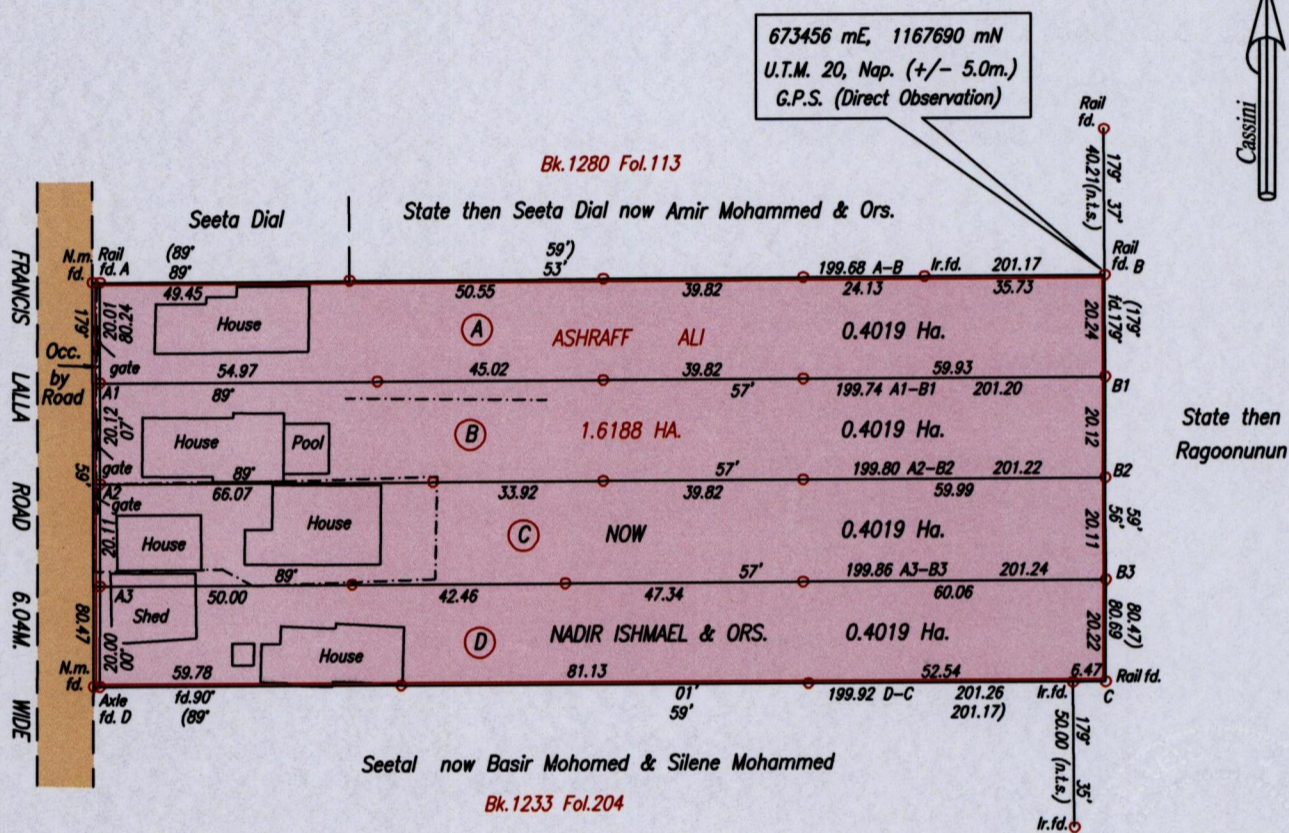 673456 mE, 1167690 mN
U.T.M. 20, Nap. (+/- 5.0m.)
G.P.S. (Direct Observation)
Cassini
Rail
fd.
179° 37'
40.21(n.t.s.)
Bk.1280 Fol.113
Seeta Dial
State then Seeta Dial now Amir Mohammed & Ors.
N.m.
fd.
Rail
fd. A
(89°
89°
59')
53'
199.68 A-B
Ir.fd.
201.17
Rail
fd. B
49.45
50.55
39.82
24.13
35.73
House
A
ASHRAFF ALI
0.4019 Ha.
179°
20.01
80.24
20.24
(179°
fd.179°
Occ.
by
Road
gate
54.97
45.02
39.82
59.93
A1
89°
57'
199.74 A1-B1
201.20
B1
20.12
07'
House
Pool
B
1.6188 HA.
0.4019 Ha.
20.12
State then
Ragoonunun
59'
gate
89°
57'
199.80 A2-B2
201.22
B2
A2
gate
66.07
33.92
39.82
59.99
20.11
House
House
C
NOW
0.4019 Ha.
20.11
59'
56'
89°
57'
199.86 A3-B3
201.24
B3
A3
50.00
42.46
47.34
60.06
Shed
80.47
20.00
00'
House
D
NADIR ISHMAEL & ORS.
0.4019 Ha.
20.22
80.47)
80.69
N.m.
fd.
59.78
81.13
52.54
6.47
Rail fd.
Axle
fd. D
fd.90°
(89°
01'
59'
199.92 D-C
201.26
201.17)
Ir.fd.
C
179° 35'
50.00 (n.t.s.)
Ir.fd.
Seetal now Basir Mohomed & Silene Mohammed
Bk.1233 Fol.204
FRANCIS LALLA ROAD 6.04M. WIDE